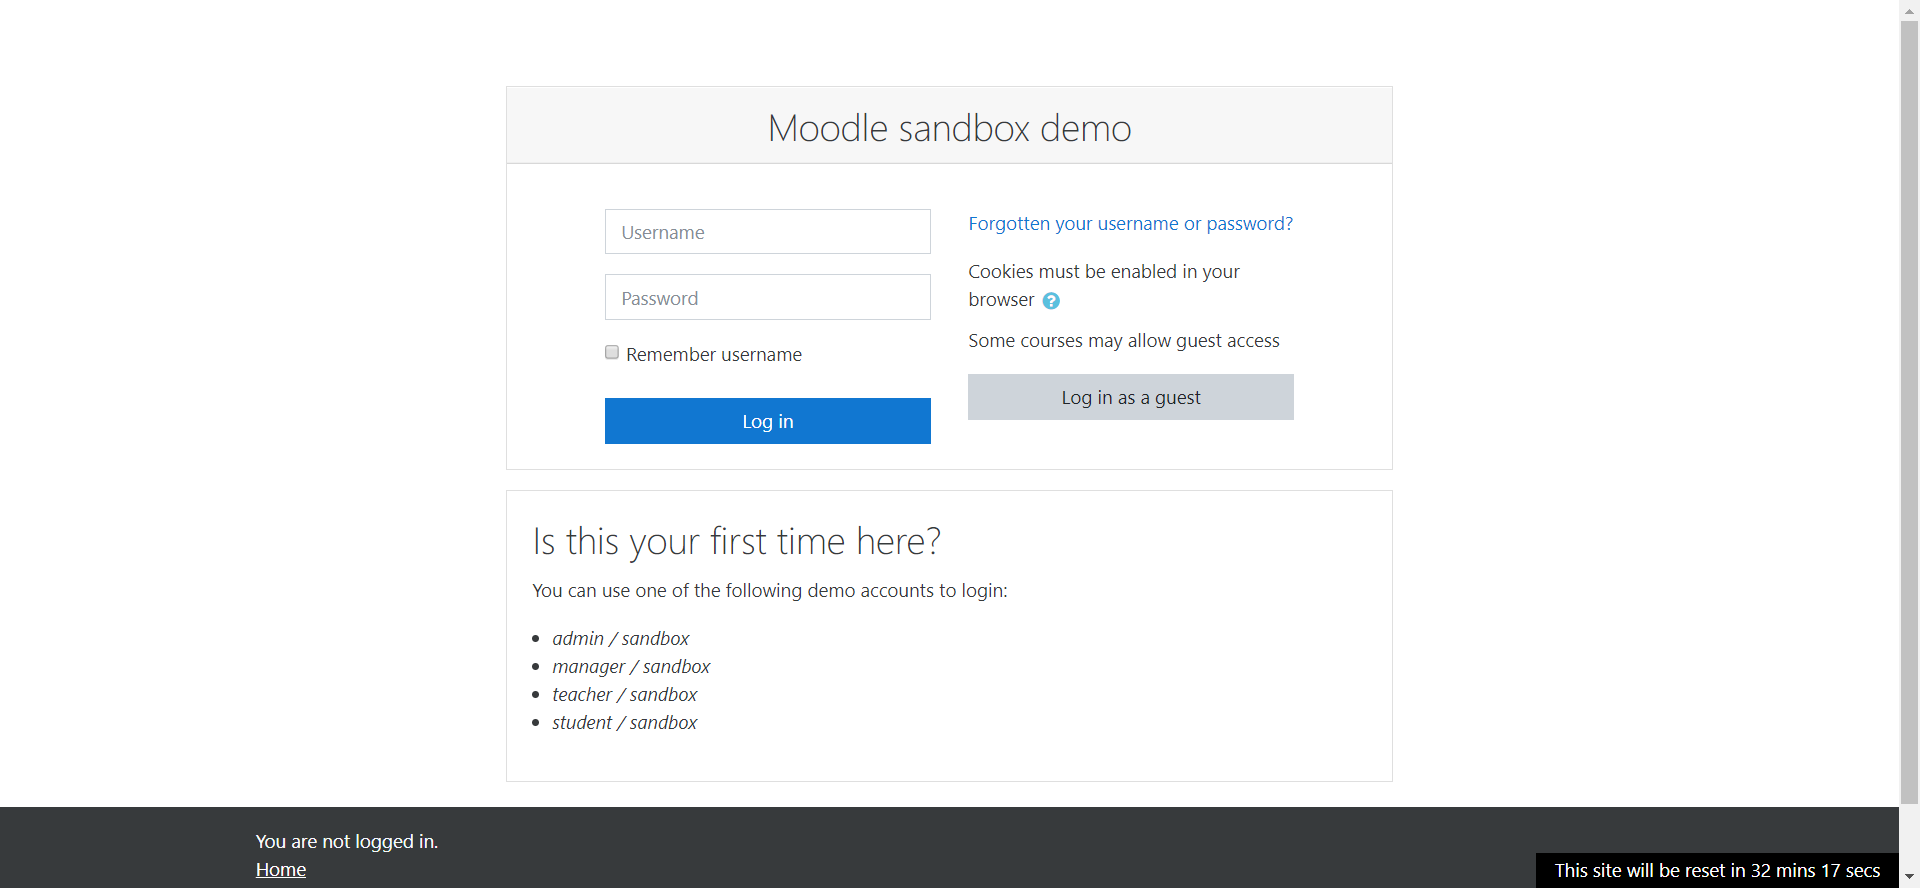 Moodle sandbox demo
Username
Password
Remember username
Log in
Forgotten your username or password?
Cookies must be enabled in your
browser
Some courses may allow guest access
Log in as a guest
Is this your first time here?
You can use one of the following demo accounts to login:
admin / sandbox
manager / sandbox
teacher / sandbox
student / sandbox
You are not logged in.
Home
This site will be reset in 32 mins 17 secs